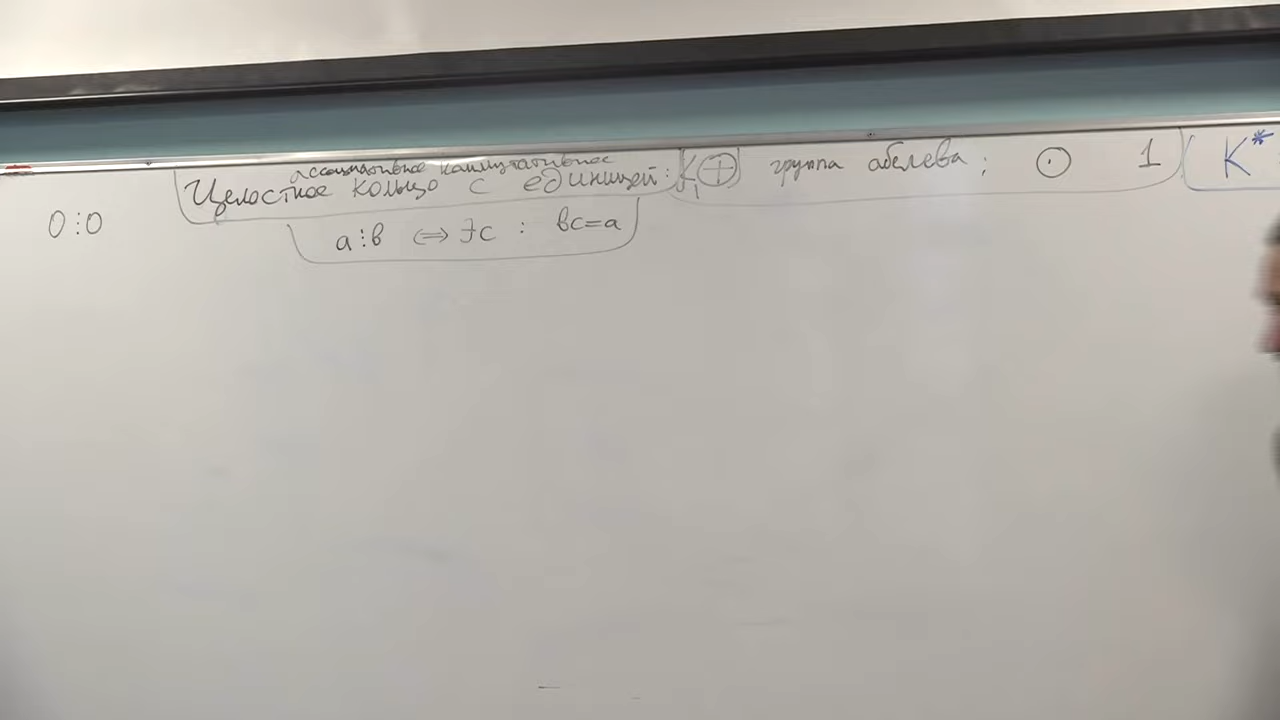 ассоциативное коммутативное
Целостное кольцо с единицей: K, ⊕ группа абелева; ⊙ 1 K*
0⋮0
a⋮b ⇔ ∃c : bc=a